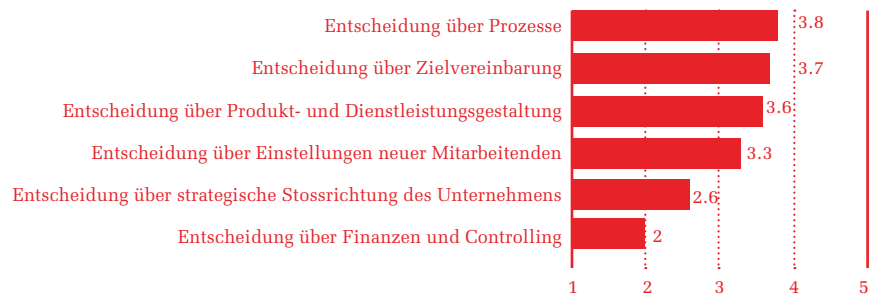 Entscheidung über Prozesse 3.8
Entscheidung über Zielvereinbarung 3.7
Entscheidung über Produkt- und Dienstleistungsgestaltung 3.6
Entscheidung über Einstellungen neuer Mitarbeitenden 3.3
Entscheidung über strategische Stossrichtung des Unternehmens 2.6
Entscheidung über Finanzen und Controlling 2
1 2 3 4 5